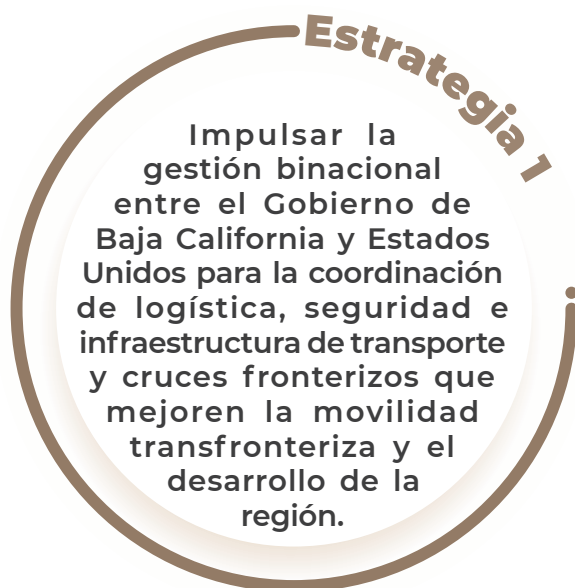 Estrategia 1
Impulsar la
gestión binacional
entre el Gobierno de
Baja California y Estados
Unidos para la coordinación
de logística, seguridad e
infraestructura de transporte
y cruces fronterizos que
mejoren la movilidad
transfronteriza y el
desarrollo de la
región.